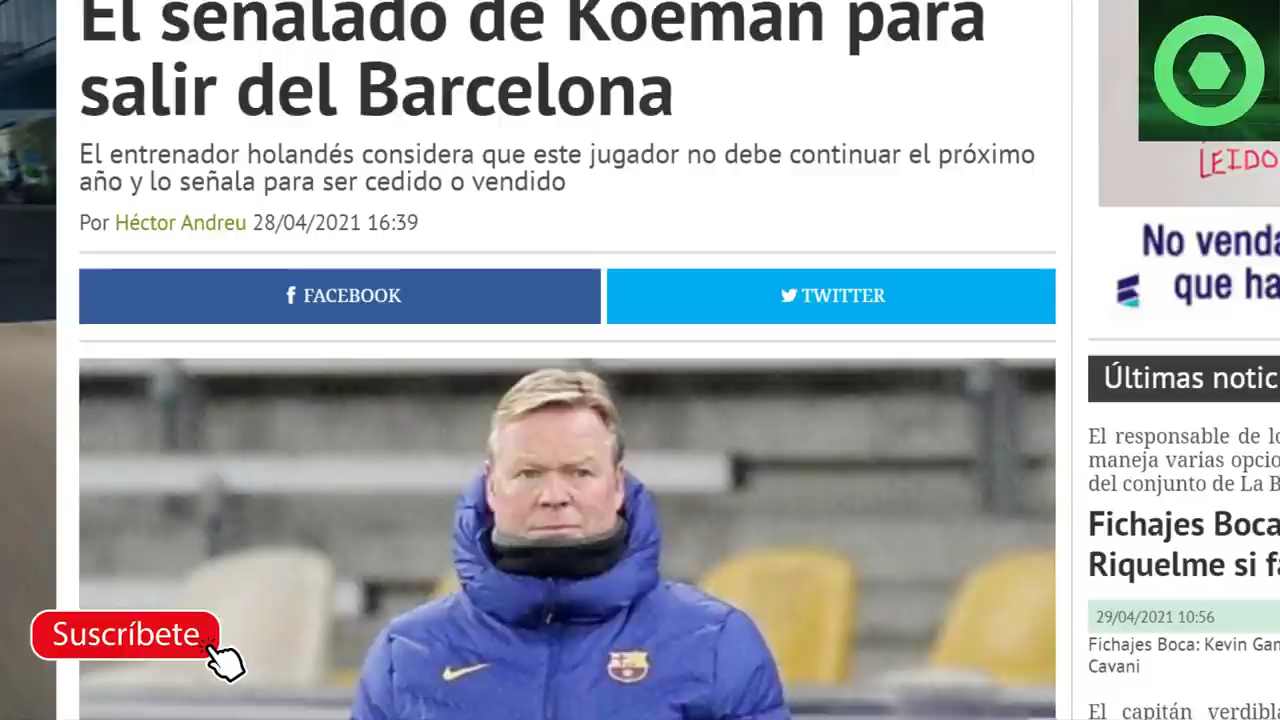 El señalado de Koeman para
salir del Barcelona
El entrenador holandés considera que este jugador no debe continuar el próximo
año y lo señala para ser cedido o vendido
Por Héctor Andreu 28/04/2021 16:39
FACEBOOK
TWITTER
LEIDO
No venda
que ha
Últimas notic
El responsable de lo
maneja varias opcio
del conjunto de La B
Fichajes Boca
Riquelme si fa
29/04/2021 10:56
Fichajes Boca: Kevin Gam
Cavani
El capitán verdibla
Suscríbete